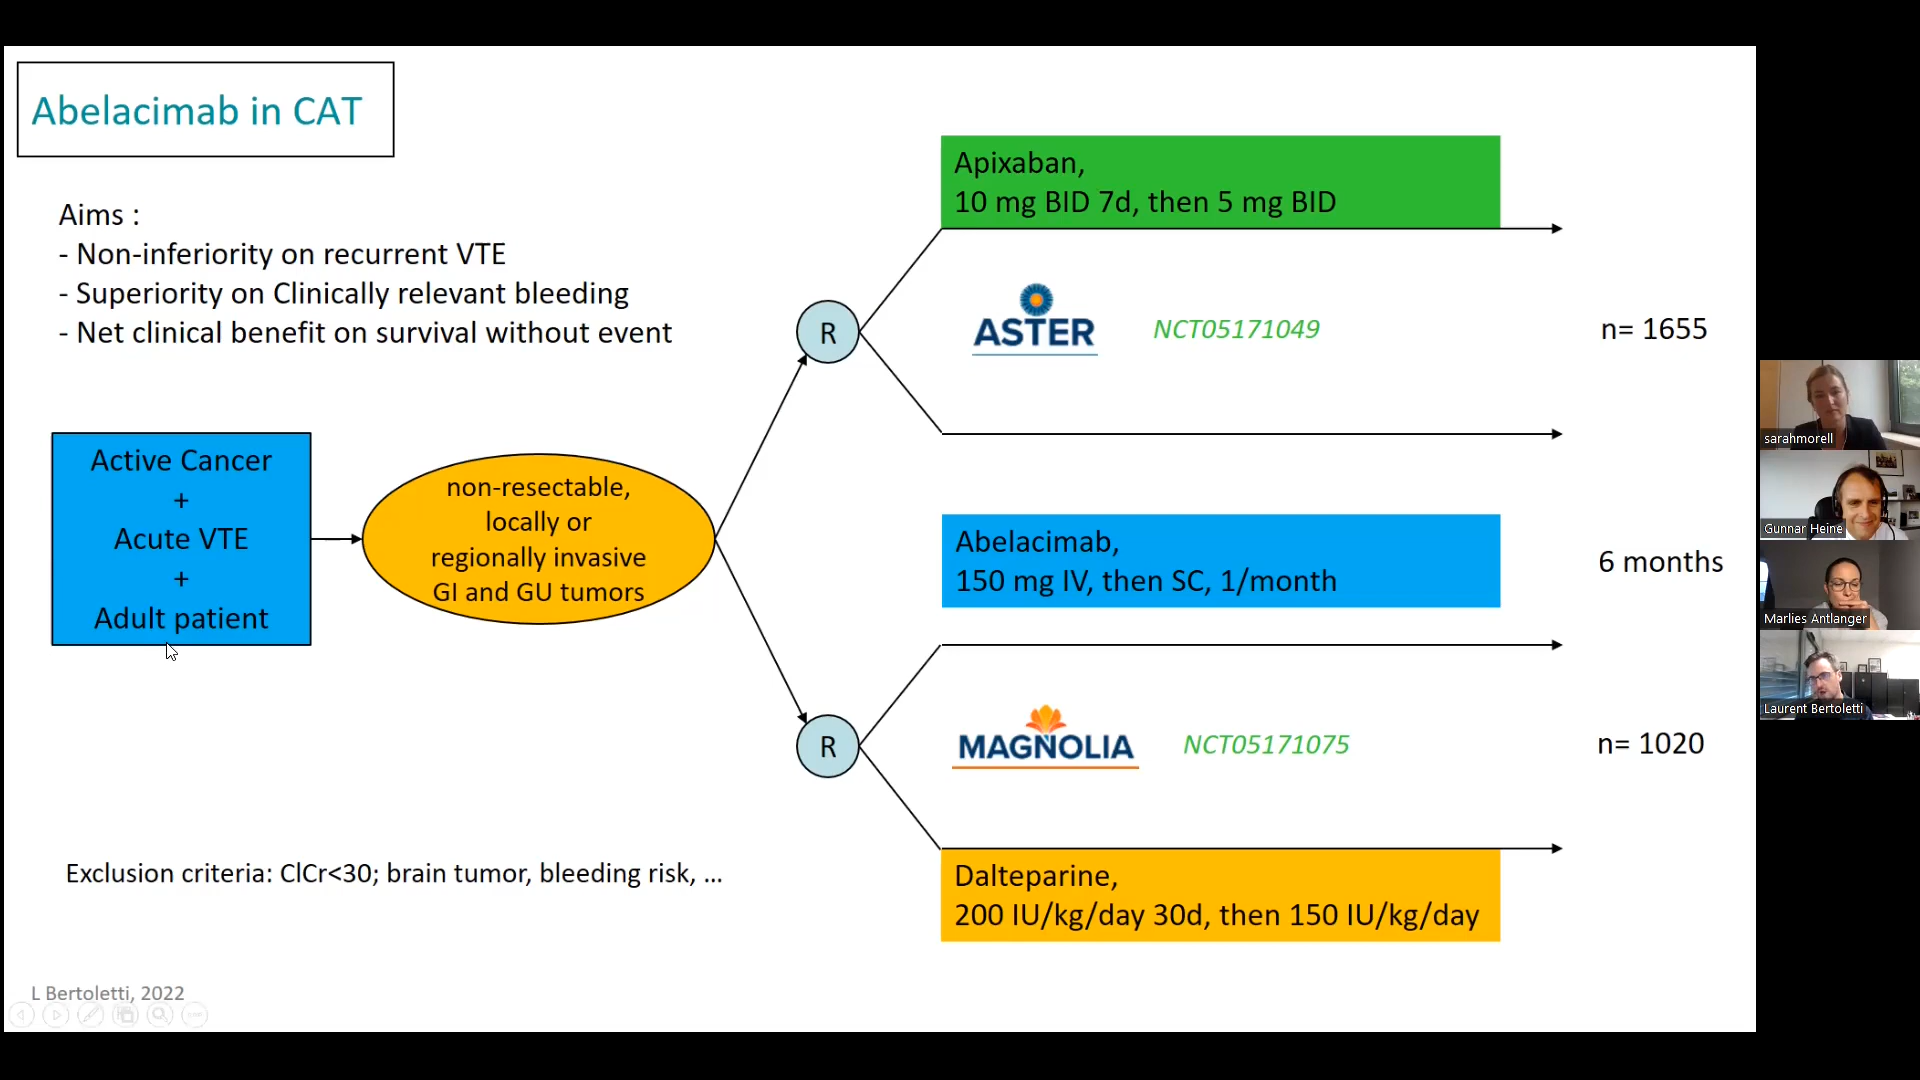 Abelacimab in CAT
Aims :
- Non-inferiority on recurrent VTE
- Superiority on Clinically relevant bleeding
- Net clinical benefit on survival without event
Active Cancer
+
Acute VTE
+
Adult patient
non-resectable,
locally or
regionally invasive
GI and GU tumors
R
R
Apixaban,
10 mg BID 7d, then 5 mg BID
ASTER
NCT05171049
n= 1655
Abelacimab,
150 mg IV, then SC, 1/month
6 months
MAGNOLIA
NCT05171075
n= 1020
Dalteparine,
200 IU/kg/day 30d, then 150 IU/kg/day
Exclusion criteria: ClCr<30; brain tumor, bleeding risk, ...
L Bertoletti, 2022
sarahmorell
Gunnar Heine
Marlies Antlanger
Laurent Bertoletti